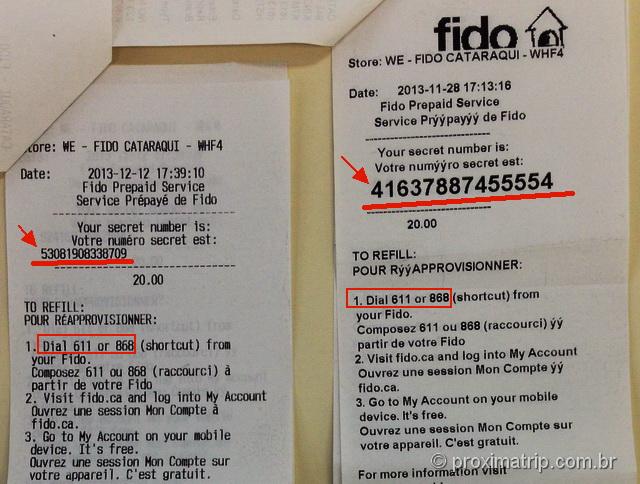 Store: WE - FIDO CATARAQUI - WHF4
Date: 2013-12-12 17:39:10
Fido Prepaid Service
Service Prépayé de Fido
Your secret number is:
Votre numéro secret est:
53081908338709
20.00
TO REFILL:
POUR RÉAPPROVISIONNER:
1. Dial 611 or 868 (shortcut) from
your Fido.
Composez 611 ou 868 (raccourci) à
partir de votre Fido
2. Visit fido.ca and log into My Account
Ouvrez une session Mon Compte à
fido.ca.
3. Go to My Account on your mobile
device. It's free.
Ouvrez une session Mon Compte sur
votre appareil. C'est gratuit.
fido
Store: WE - FIDO CATARAQUI - WHF4
Date: 2013-11-28 17:13:16
Fido Prepaid Service
Service Prýýpayýý de Fido
Your secret number is:
Votre numýýro secret est:
41637887455554
20.00
TO REFILL:
POUR RýýAPPROVISIONNER:
1. Dial 611 or 868 (shortcut) from
your Fido.
Composez 611 ou 868 (raccourci) ýý
partir de votre Fido
2. Visit fido.ca and log into My Account
Ouvrez une session Mon Compte ýý
fido.ca.
3. Go to My Account on your mobile
device. It's free.
Ouvrez une session Mon Compte sur
votre appareil. C'est gratuit.
For more information visit
© proximatrip.com.br